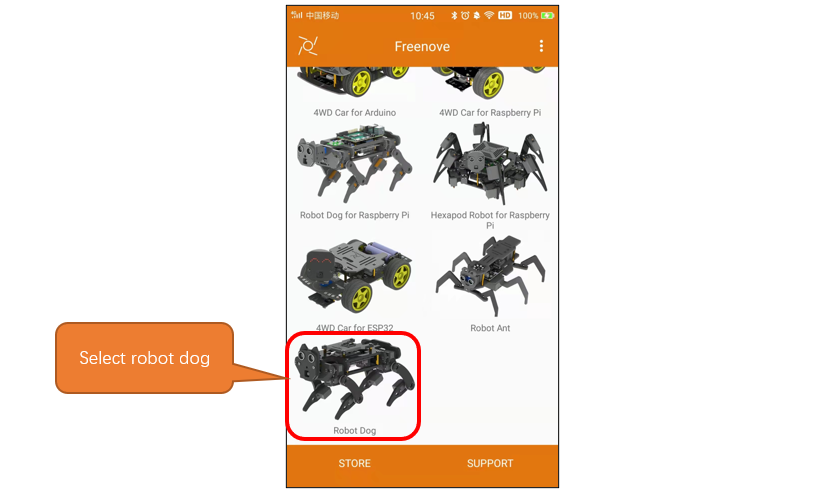 中国移动
10:45
HD
100%
Freenove
4WD Car for Arduino
4WD Car for Raspberry Pi
Robot Dog for Raspberry Pi
Hexapod Robot for Raspberry
Pi
4WD Car for ESP32
Robot Ant
Select robot dog
Robot Dog
STORE
SUPPORT